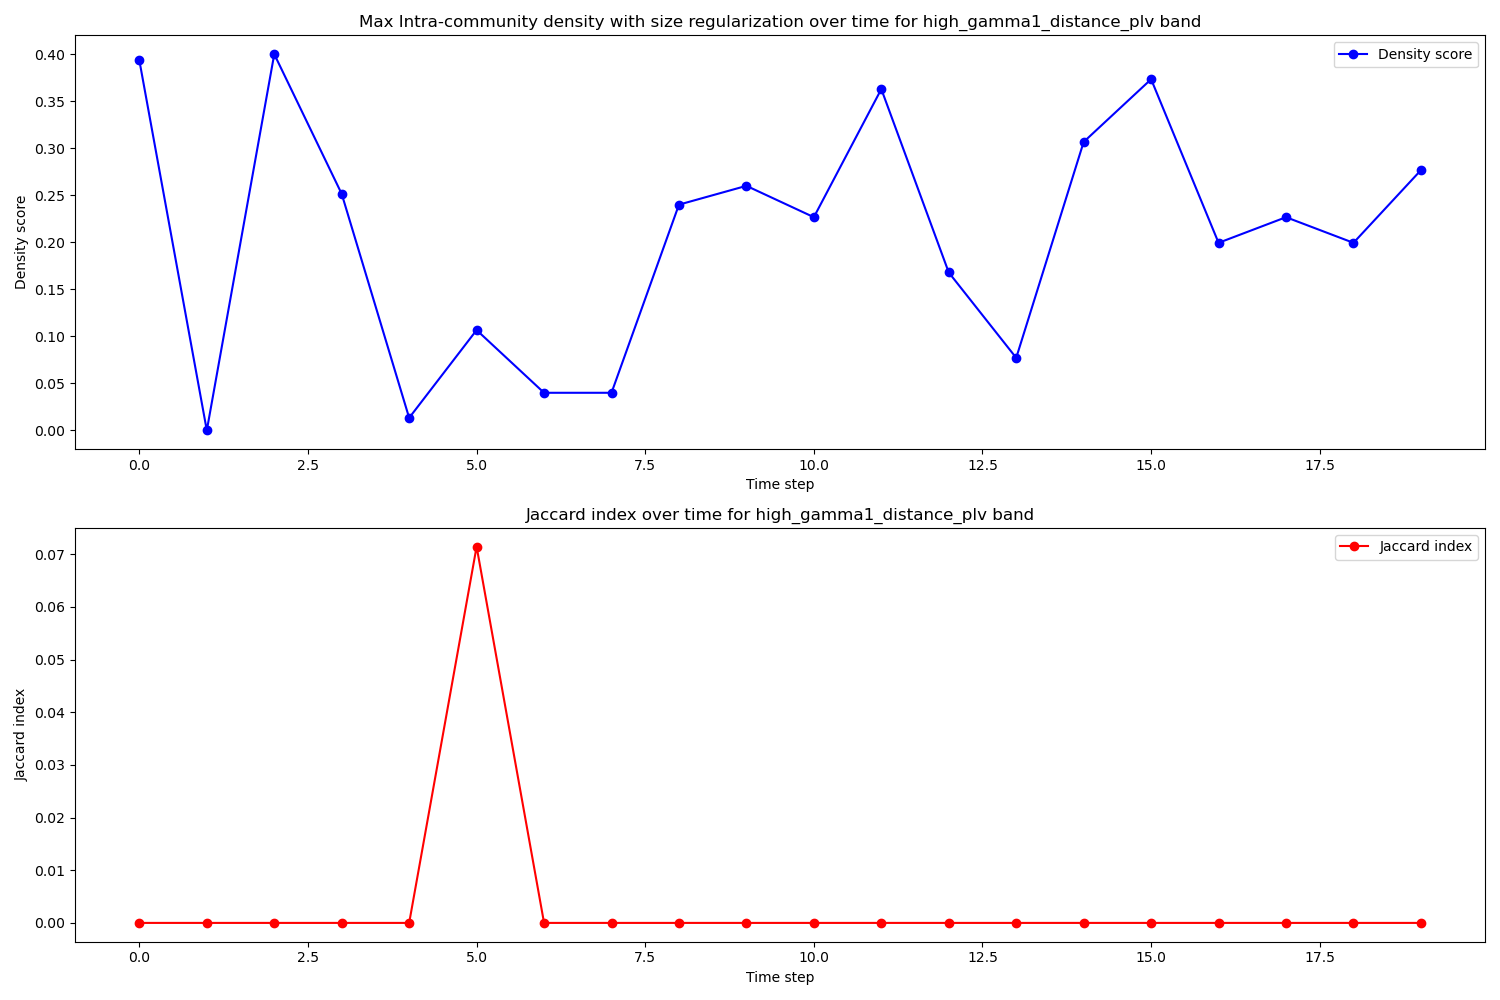 Max Intra-community density with size regularization over time for high_gamma1_distance_plv band
Density score
0.40
0.35
0.30
0.25
0.20
0.15
0.10
0.05
0.00
Density score
0.0 2.5 5.0 7.5 10.0 12.5 15.0 17.5
Time step
Jaccard index over time for high_gamma1_distance_plv band
Jaccard index
0.07
0.06
0.05
0.04
0.03
0.02
0.01
0.00
Jaccard index
0.0 2.5 5.0 7.5 10.0 12.5 15.0 17.5
Time step